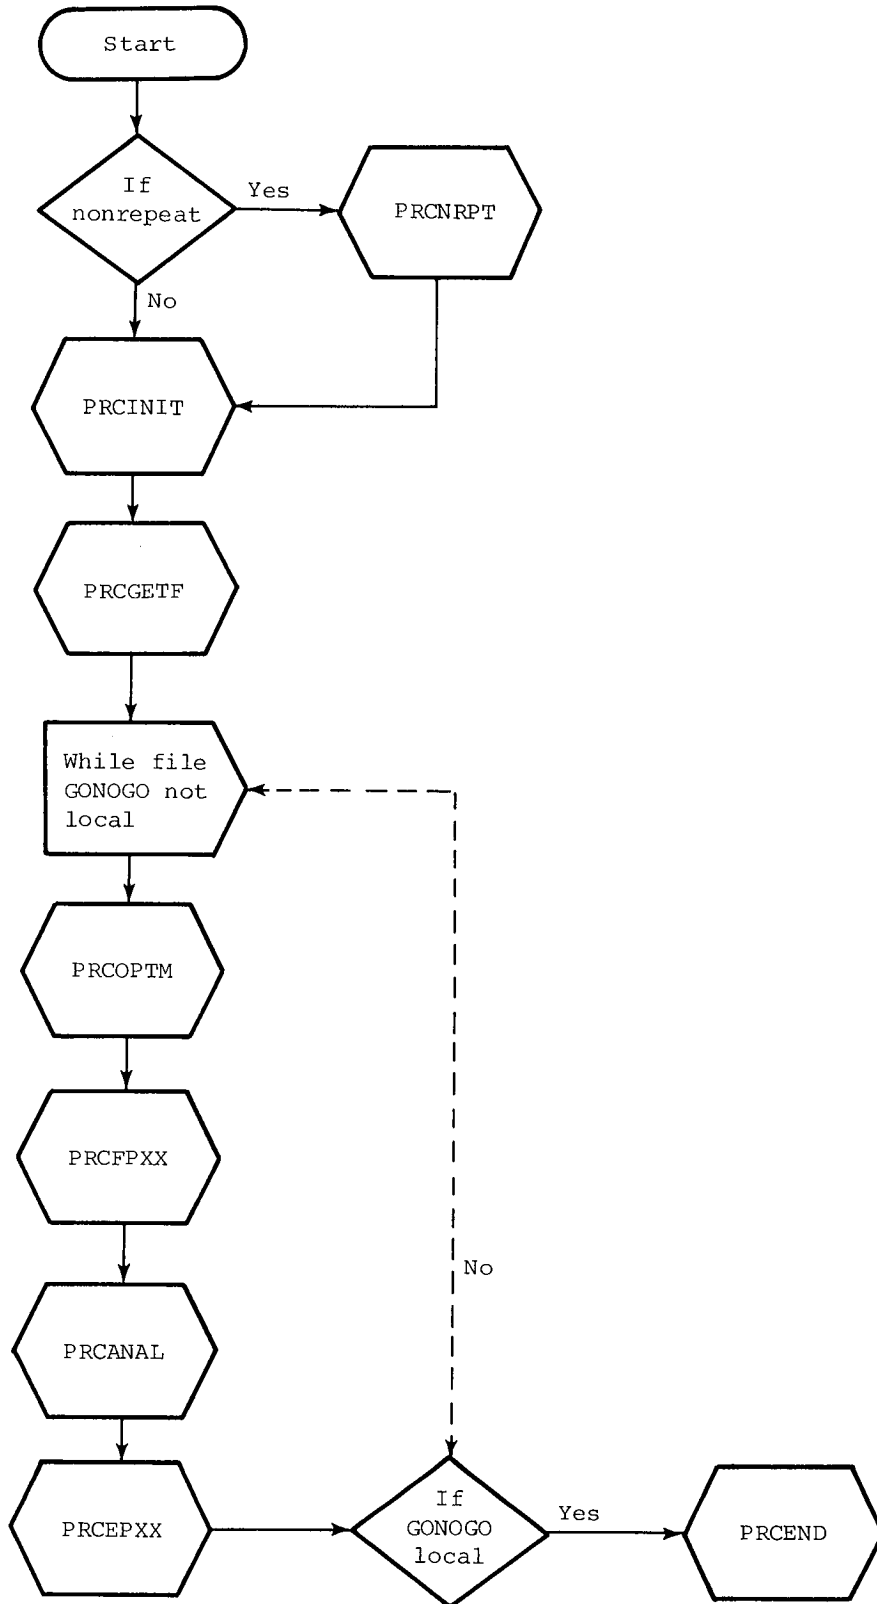 Start
If
nonrepeat
Yes
PRCNRPT
No
PRCINIT
PRCGETF
While file
GONOGO not
local
PRCOPTM
PRCFPXX
No
PRCANAL
PRCEPXX
If
GONOGO
local
Yes
PRCEND